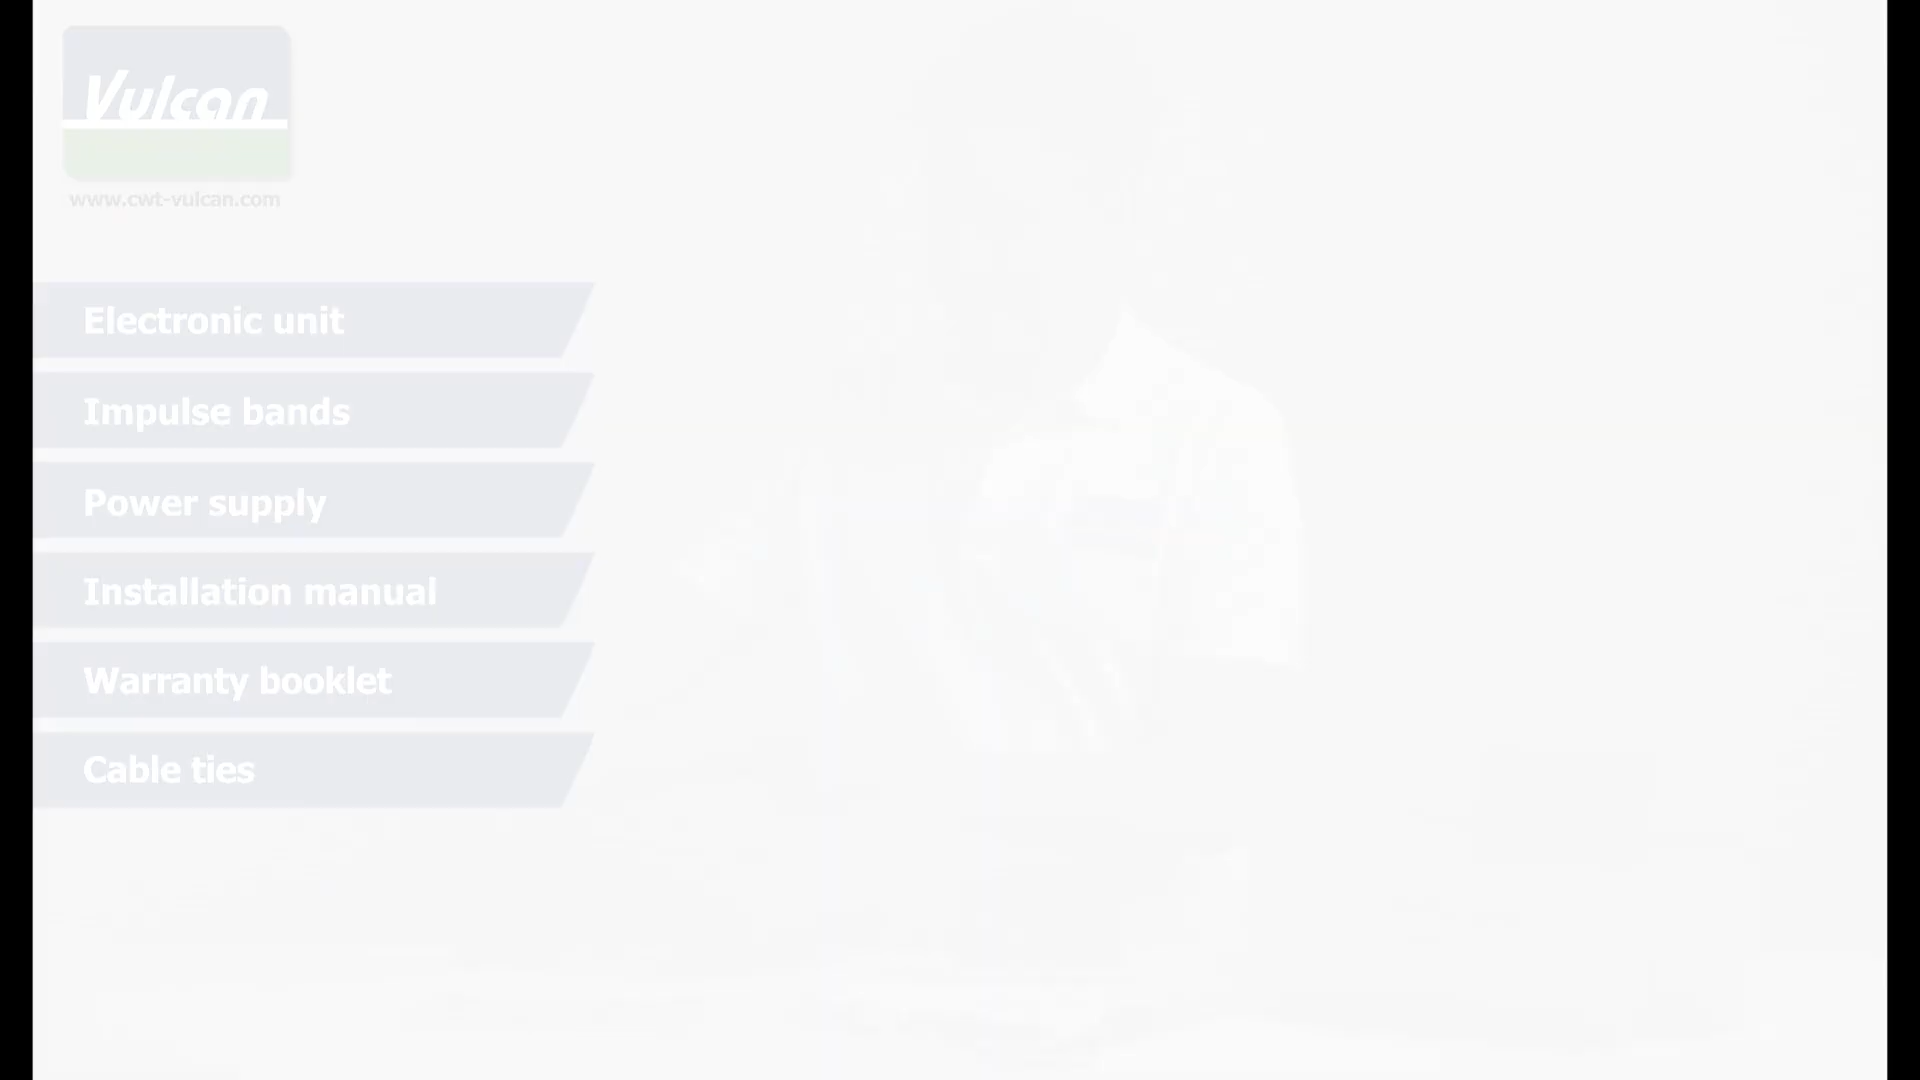 Vulcan
www.cwt-vulcan.com
Electronic unit
Impulse bands
Power supply
Installation manual
Warranty booklet
Cable ties